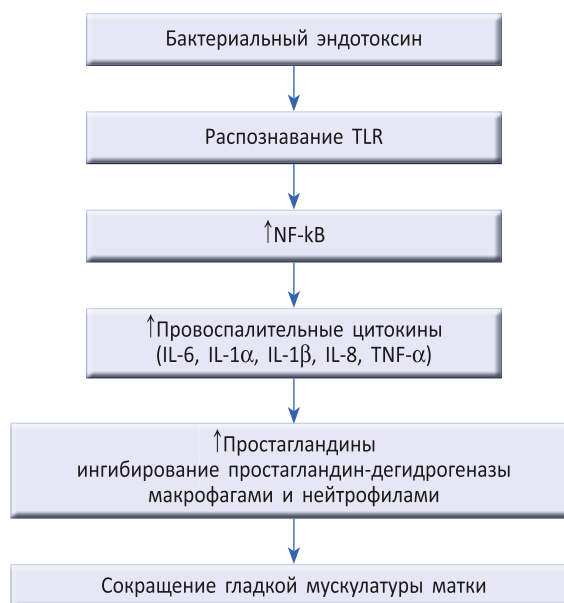 Бактериальный эндотоксин
Распознавание TLR
↑NF-kB
↑Провоспалительные цитокины
(IL-6, IL-1α, IL-1β, IL-8, TNF-α)
↑Простагландины
ингибирование простагландин-дегидрогеназы
макрофагами и нейтрофилами
Сокращение гладкой мускулатуры матки